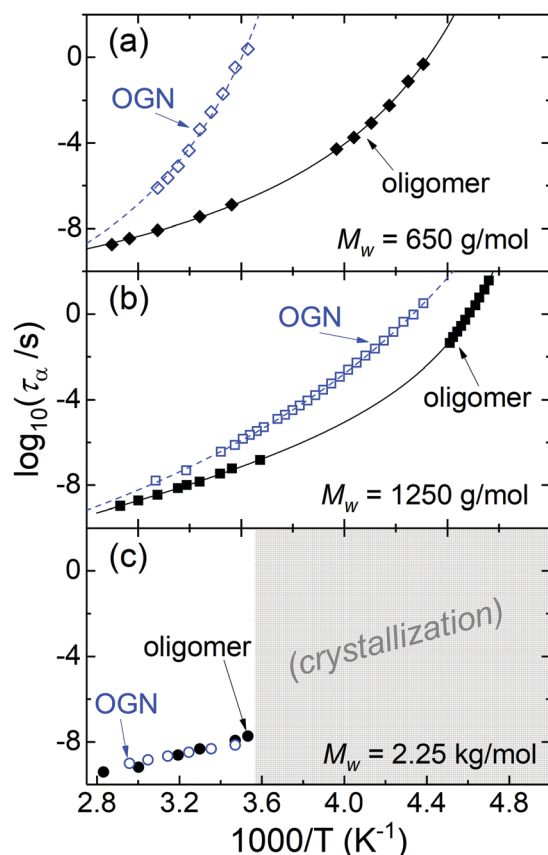 (a)
0
OGN
-4
oligomer
-8
M_w = 650 g/mol
(b)
OGN
0
log₁₀(τ_α /s)
-4
oligomer
-8
M_w = 1250 g/mol
(c)
0
(crystallization)
-4
oligomer
OGN
-8
M_w = 2.25 kg/mol
2.8 3.2 3.6 4.0 4.4 4.8
1000/T (K⁻¹)